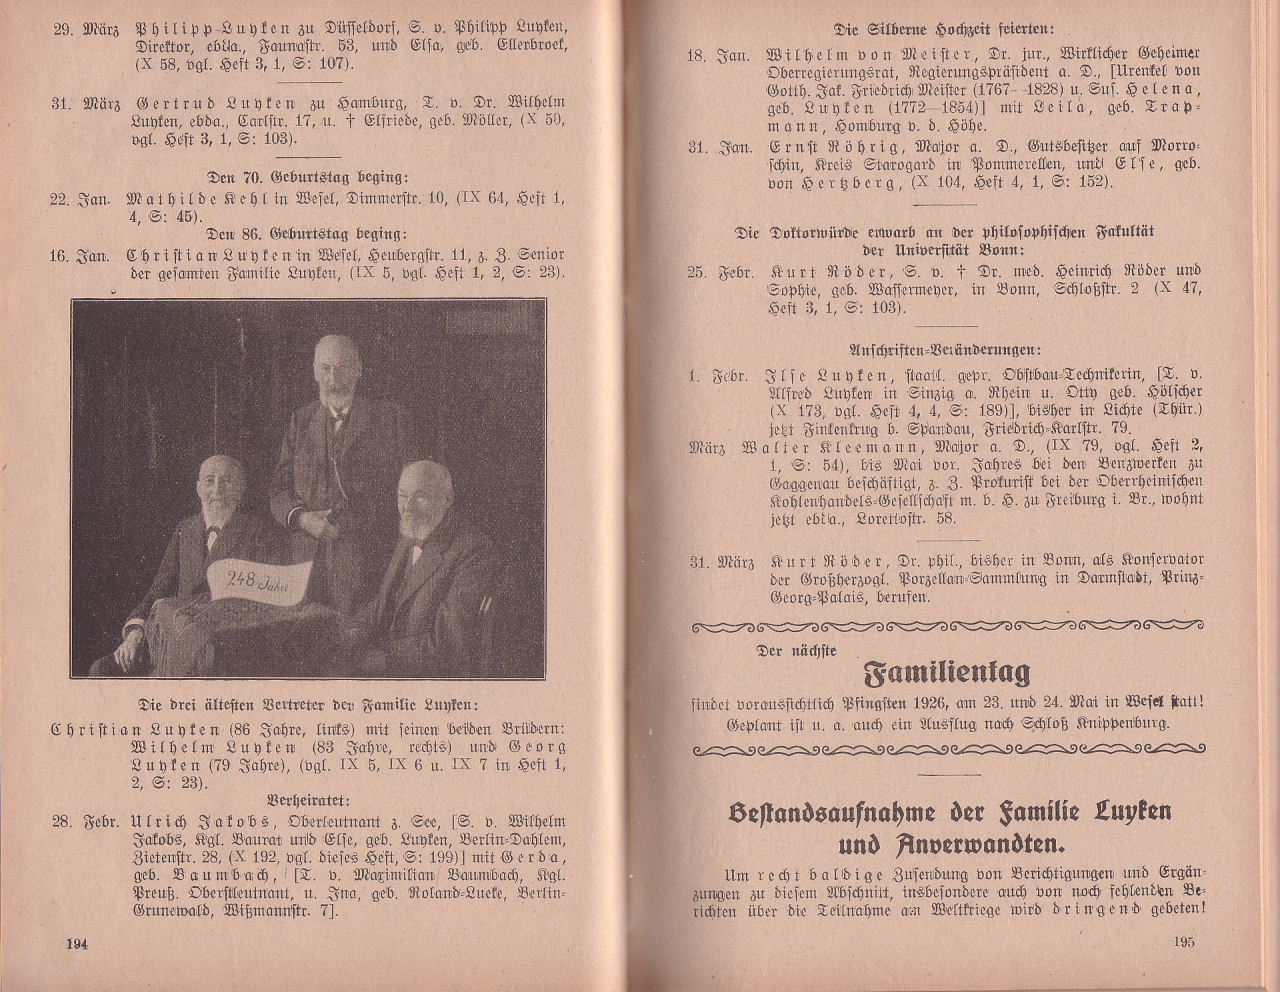 29. März Philipp Luyken zu Düsseldorf, S. v. Philipp Luyken,
Direktor, ebda., Faunastr. 53, und Elsa, geb. Ellerbroek,
(X 58, vgl. Heft 3, 1, S: 107).
31. März Gertrud Luyken zu Hamburg, T. v. Dr. Wilhelm
Luyken, ebda., Carlstr. 17, u. † Elfriede, geb. Möller, (X 50,
vgl. Heft 3, 1, S: 103).
Den 70. Geburtstag beging:
22. Jan. Mathilde Kehl in Wesel, Dimmerstr. 10, (IX 64, Heft 1,
4, S: 45).
Den 86. Geburtstag beging:
16. Jan. Christian Luyken in Wesel, Heubergstr. 11, z. Z. Senior
der gesamten Familie Luyken, (IX 5, vgl. Heft 1, 2, S: 23).
248 Jahre
Die drei ältesten Vertreter der Familie Luyken:
Christian Luyken (86 Jahre, links) mit seinen beiden Brüdern:
Wilhelm Luyken (83 Jahre, rechts) und Georg
Luyken (79 Jahre), (vgl. IX 5, IX 6 u. IX 7 in Heft 1,
2, S: 23).
Verheiratet:
28. Febr. Ulrich Jakobs, Oberleutnant z. See, [S. v. Wilhelm
Jakobs, Kgl. Baurat und Else, geb. Luyken, Berlin-Dahlem,
Zietenstr. 28, (X 192, vgl. dieses Heft, S: 199)] mit Gerda,
geb. Baumbach, [T. v. Maximilian Baumbach, Kgl.
Preuß. Oberstleutnant, u. Ina, geb. Roland-Lucke, Berlin-
Grunewald, Wißmannstr. 7].
194
Die Silberne Hochzeit feierten:
18. Jan. Wilhelm von Meister, Dr. jur., Wirklicher Geheimer
Oberregierungsrat, Regierungspräsident a. D., [Urenkel von
Gotth. Jak. Friedrich Meister (1767–1828) u. Sus. Helena,
geb. Luyken (1772—1854)] mit Leila, geb. Trap-
mann, Homburg v. d. Höhe.
31. Jan. Ernst Röhrig, Major a. D., Gutsbesitzer auf Morro-
schin, Kreis Starogard in Pommerellen, und Else, geb.
von Hertzberg, (X 104, Heft 4, 1, S: 152).
Die Doktorwürde erwarb an der philosophischen Fakultät
der Universität Bonn:
25. Febr. Kurt Röder, S. v. † Dr. med. Heinrich Röder und
Sophie, geb. Wassermeyer, in Bonn, Schloßstr. 2 (X 47,
Heft 3, 1, S: 103).
Anschriften-Veränderungen:
1. Febr. Ilse Luyken, staatl. gepr. Obstbau-Technikerin, [T. v.
Alfred Luyken in Sinzig a. Rhein u. Otty geb. Hölscher
(X 173, vgl. Heft 4, 4, S: 189)], bisher in Lichte (Thür.)
jetzt Finkenkrug b. Spandau, Friedrich-Karlstr. 79.
März Walter Kleemann, Major a. D., (IX 79, vgl. Heft 2,
1, S: 54), bis Mai vor. Jahres bei den Benzwerken zu
Gaggenau beschäftigt, z. Z. Prokurist bei der Oberrheinischen
Kohlenhandels-Gesellschaft m. b. H. zu Freiburg i. Br., wohnt
jetzt ebda., Lorettostr. 58.
31. März Kurt Röder, Dr. phil., bisher in Bonn, als Konservator
der Großherzogl. Porzellan-Sammlung in Darmstadt, Prinz-
Georg-Palais, berufen.
Der nächste
Familientag
findet voraussichtlich Pfingsten 1926, am 23. und 24. Mai in Wesel statt!
Geplant ist u. a. auch ein Ausflug nach Schloß Knippenburg.
Bestandsaufnahme der Familie Luyken
und Anverwandten.
Um recht baldige Zusendung von Berichtigungen und Ergän-
zungen zu diesem Abschnitt, insbesondere auch von noch fehlenden Be-
richten über die Teilnahme am Weltkriege wird dringend gebeten!
195